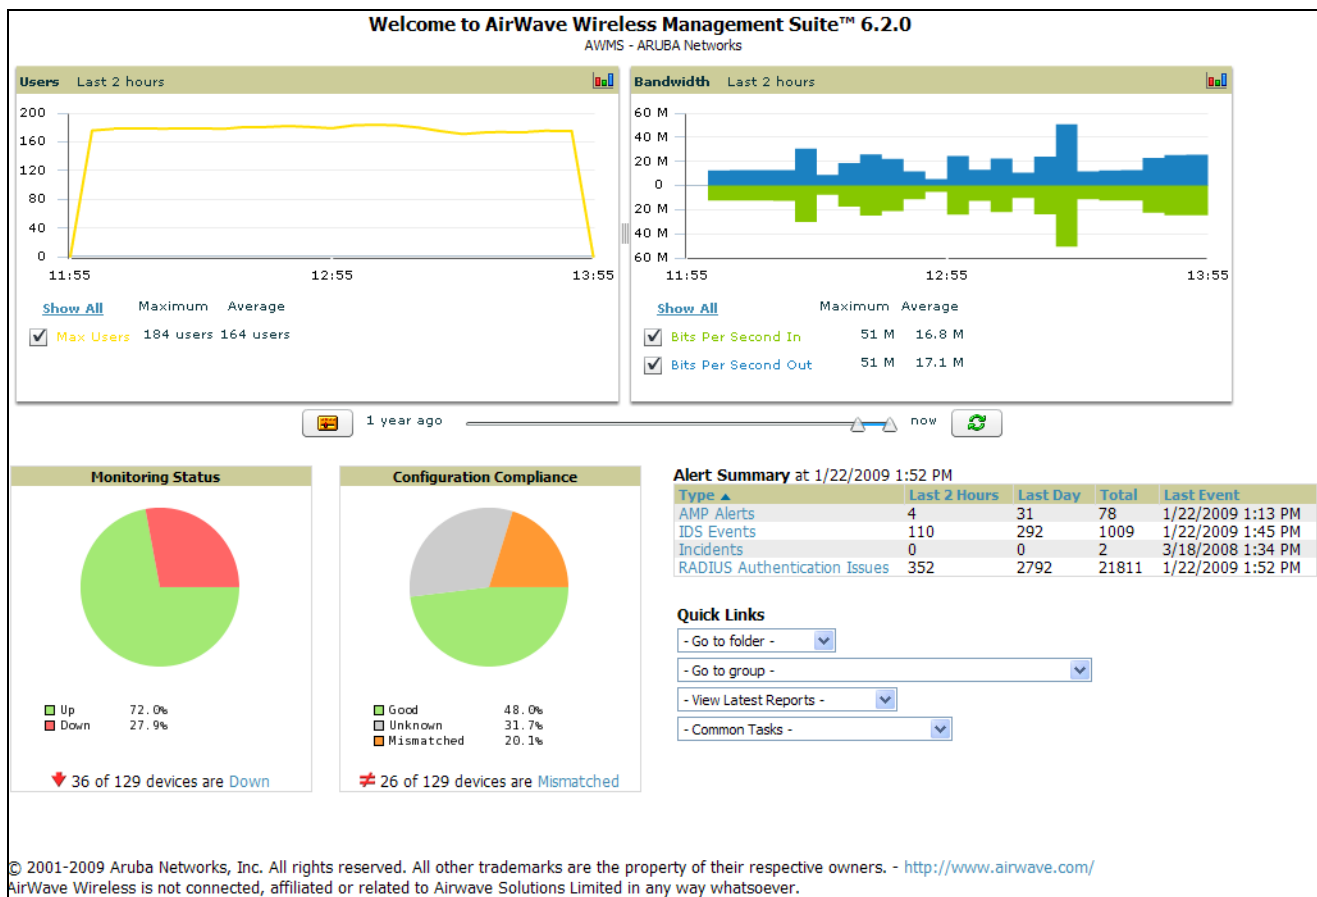 Welcome to AirWave Wireless Management Suite™ 6.2.0
AWMS - ARUBA Networks
Users Last 2 hours
200
160
120
80
40
0
11:55 12:55 13:55
Show All Maximum Average
Max Users 184 users 164 users
Bandwidth Last 2 hours
60 M
40 M
20 M
0
20 M
40 M
60 M
11:55 12:55 13:55
Show All Maximum Average
Bits Per Second In 51 M 16.8 M
Bits Per Second Out 51 M 17.1 M
1 year ago now
Monitoring Status
Up 72.0%
Down 27.9%
36 of 129 devices are Down
Configuration Compliance
Good 48.0%
Unknown 31.7%
Mismatched 20.1%
26 of 129 devices are Mismatched
Alert Summary at 1/22/2009 1:52 PM
Type Last 2 Hours Last Day Total Last Event
AMP Alerts 4 31 78 1/22/2009 1:13 PM
IDS Events 110 292 1009 1/22/2009 1:45 PM
Incidents 0 0 2 3/18/2008 1:34 PM
RADIUS Authentication Issues 352 2792 21811 1/22/2009 1:52 PM
Quick Links
- Go to folder -
- Go to group -
- View Latest Reports -
- Common Tasks -
© 2001-2009 Aruba Networks, Inc. All rights reserved. All other trademarks are the property of their respective owners. - http://www.airwave.com/
AirWave Wireless is not connected, affiliated or related to Airwave Solutions Limited in any way whatsoever.